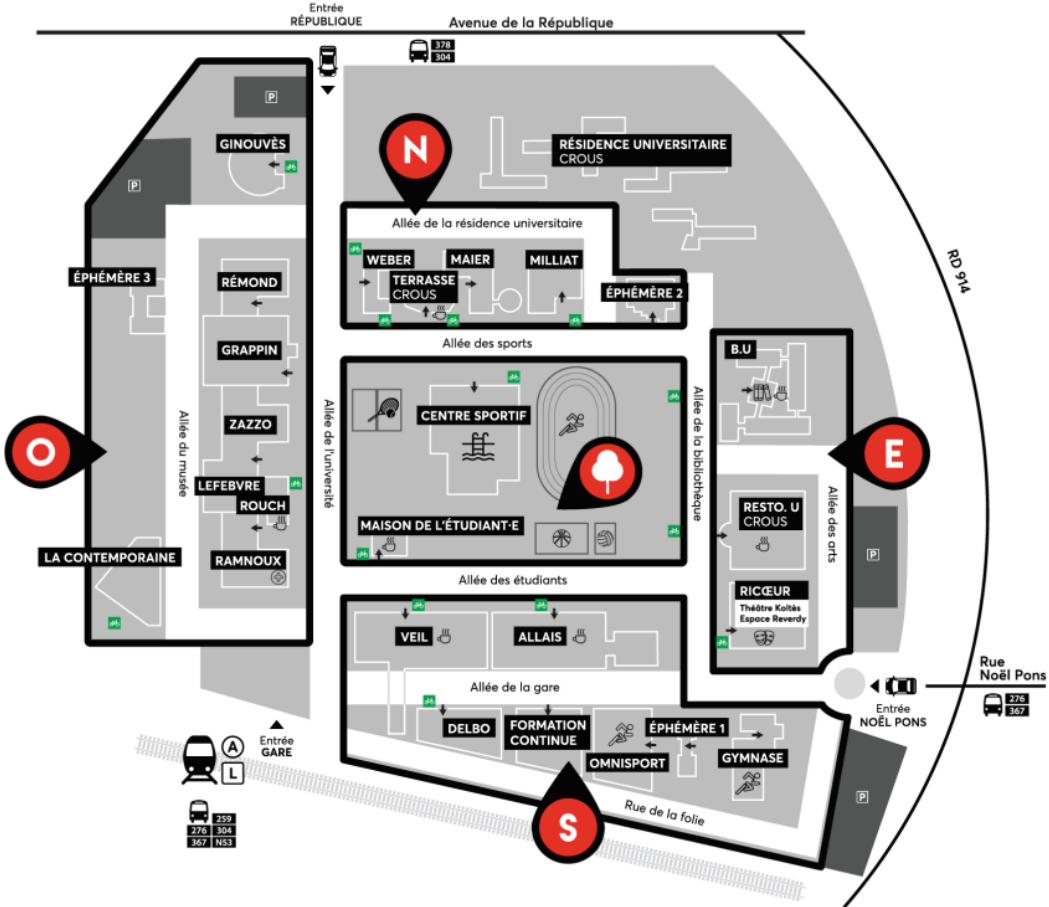 Entrée
RÉPUBLIQUE
Avenue de la République
378
304
P
GINOUVÈS
N
RÉSIDENCE UNIVERSITAIRE
CROUS
P
Allée de la résidence universitaire
RD 914
WEBER
MAIER
MILLIAT
ÉPHÉMÈRE 3
RÉMOND
TERRASSE
CROUS
ÉPHÉMÈRE 2
Allée des sports
GRAPPIN
B.U
Allée du musée
ZAZZO
Allée de l'université
CENTRE SPORTIF
Allée de la bibliothèque
O
E
LEFEBVRE
ROUCH
MAISON DE L'ÉTUDIANT·E
RESTO. U
CROUS
Allée des arts
LA CONTEMPORAINE
RAMNOUX
P
Allée des étudiants
RICŒUR
Théâtre Koltès
Espace Reverdy
VEIL
ALLAIS
Rue
Noël Pons
Allée de la gare
276
367
Entrée
NOËL PONS
DELBO
FORMATION
CONTINUE
ÉPHÉMÈRE 1
OMNISPORT
GYMNASE
Entrée
GARE
A
L
P
Rue de la folie
S
259
276 304
367 N53